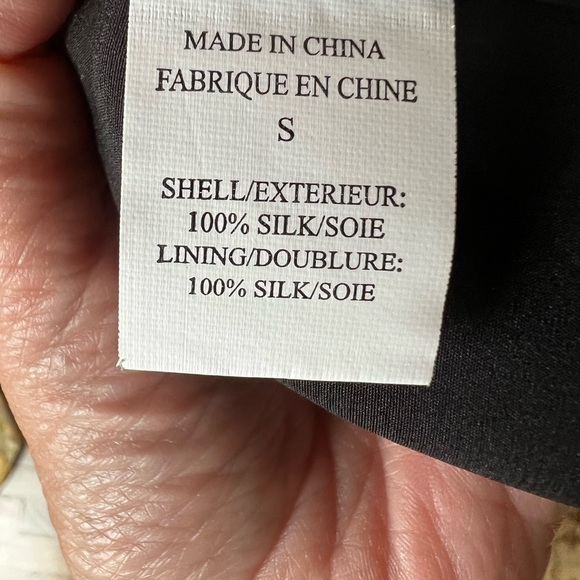 MADE IN CHINA
FABRIQUE EN CHINE
S
SHELL/EXTERIEUR:
100% SILK/SOIE
LINING/DOUBLURE:
100% SILK/SOIE